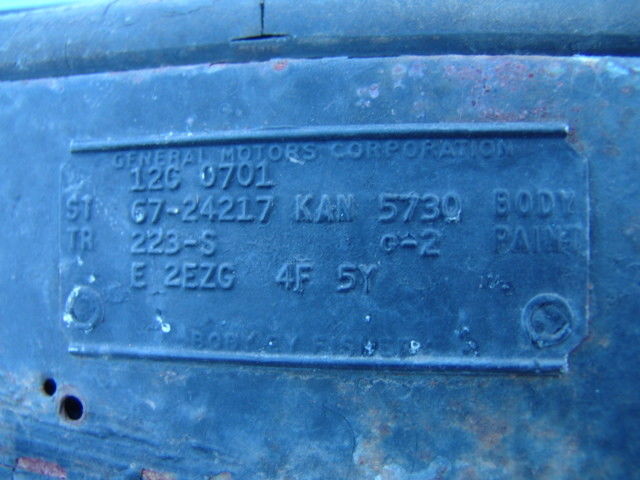 GENERAL MOTORS CORPORATION
12C 0701
ST 67-24217 KAN 5730 BODY
TR 223-S G-2 PAINT
E 2EZG 4F 5Y
BODY BY FISHER